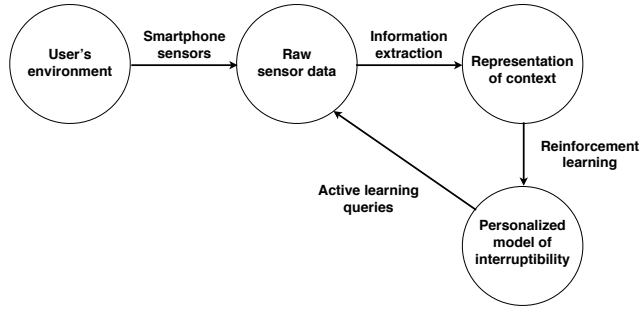 User's
environment
Smartphone
sensors
Raw
sensor data
Information
extraction
Representation
of context
Reinforcement
learning
Active learning
queries
Personalized
model of
interruptibility